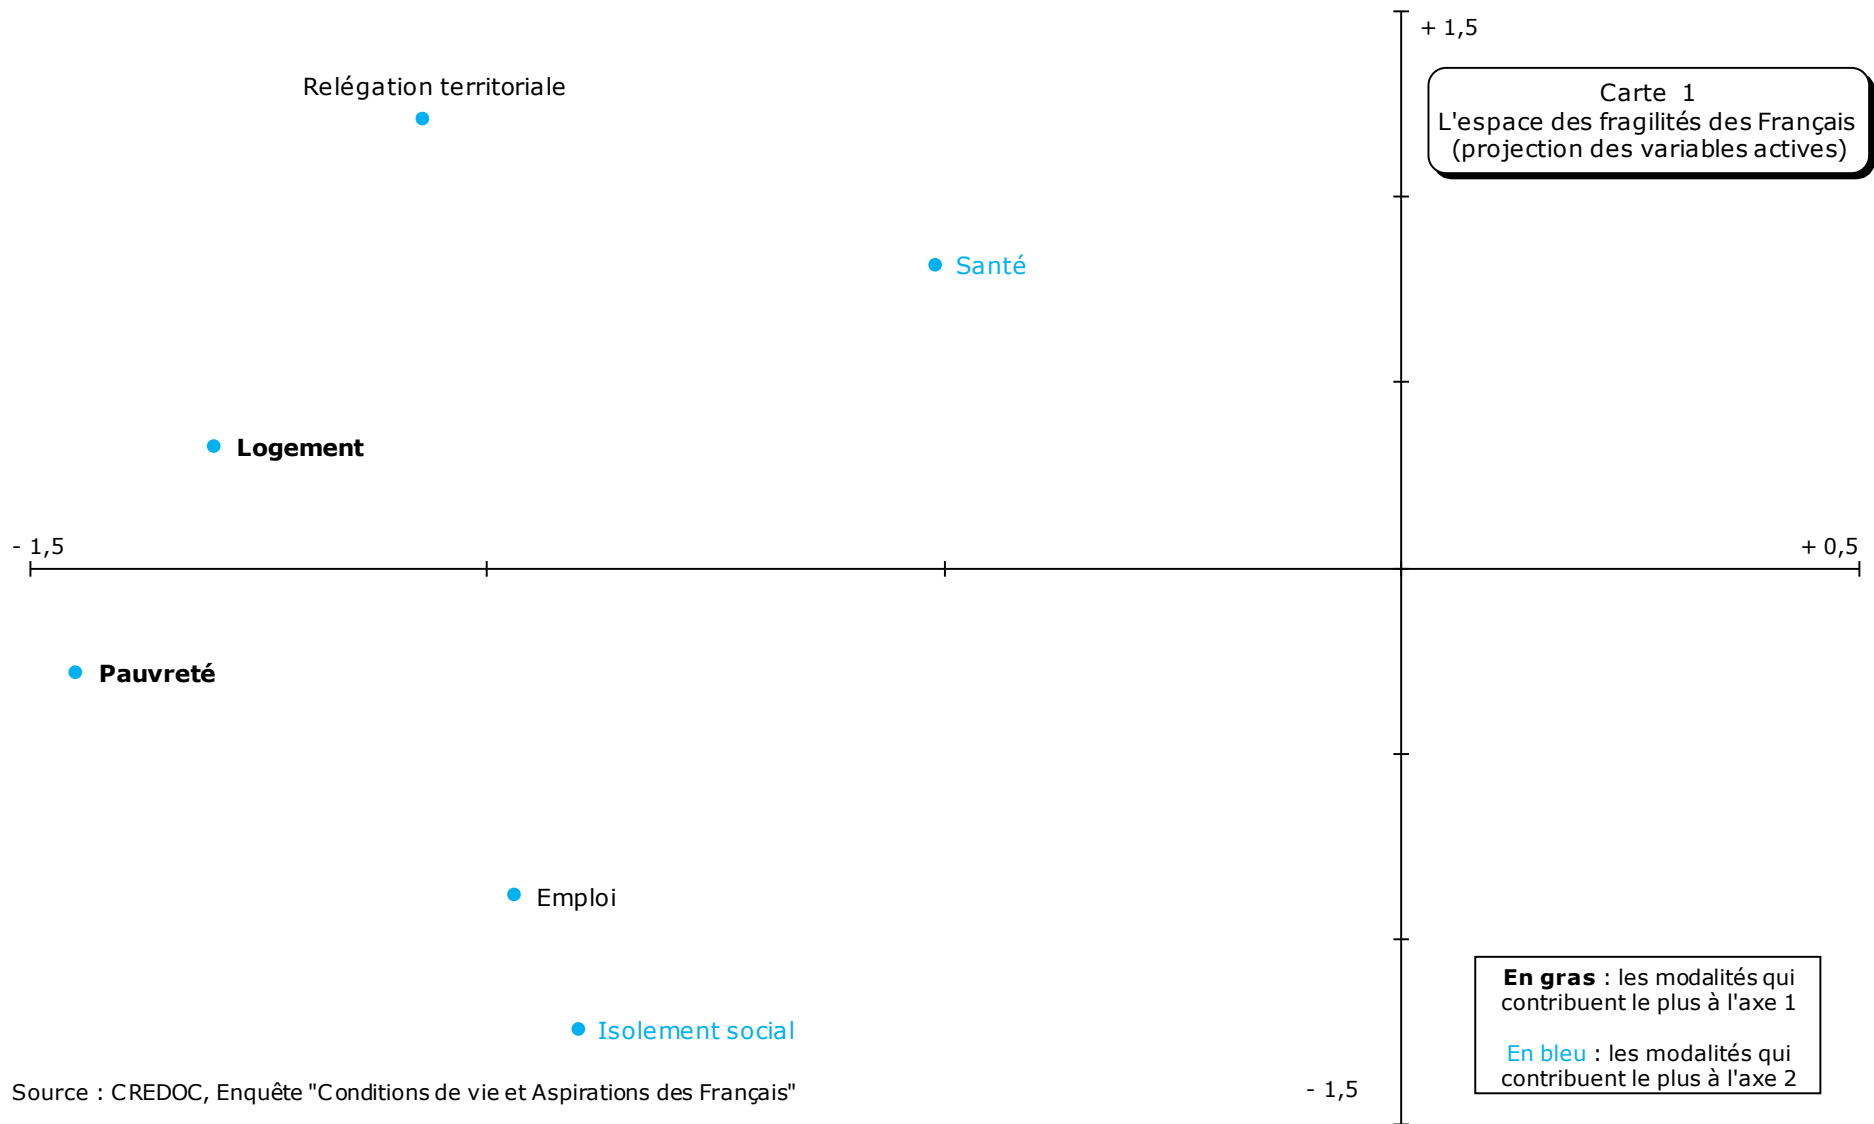 + 1,5
Carte 1
L'espace des fragilités des Français
(projection des variables actives)
Relégation territoriale
Santé
Logement
- 1,5
+ 0,5
Pauvreté
Emploi
Isolement social
En gras : les modalités qui
contribuent le plus à l'axe 1
En bleu : les modalités qui
contribuent le plus à l'axe 2
Source : CREDOC, Enquête "Conditions de vie et Aspirations des Français"
- 1,5